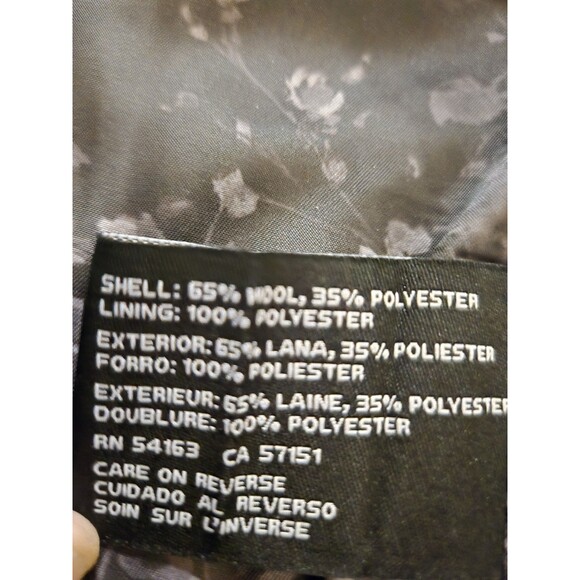 SHELL: 65% WOOL, 35% POLYESTER
LINING: 100% POLYESTER
EXTERIOR: 65% LANA, 35% POLIESTER
FORRO: 100% POLIESTER
EXTERIEUR: 65% LAINE, 35% POLYESTER
DOUBLURE: 100% POLYESTER
RN 54163 CA 57151
CARE ON REVERSE
CUIDADO AL REVERSO
SOIN SUR L'INVERSE